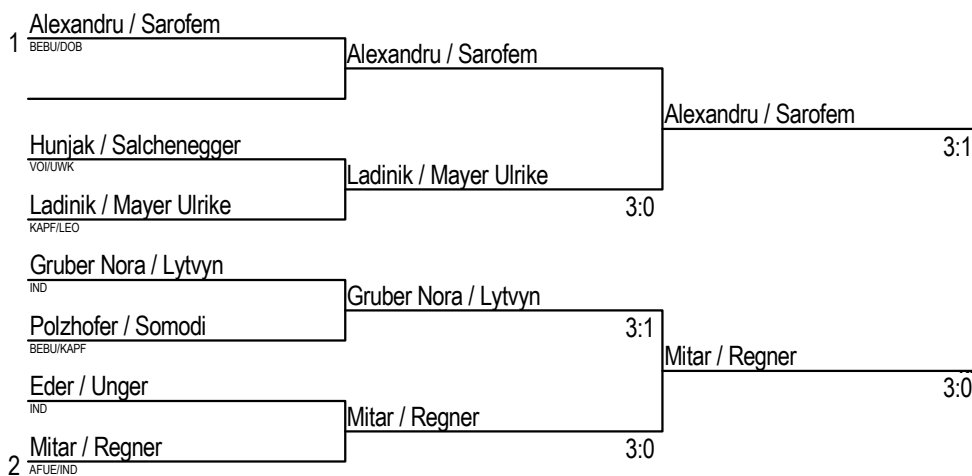 Alexandru / Sarofem
1
BEBU/DOB
Alexandru / Sarofem
Alexandru / Sarofem
3:1
Hunjak / Salchenegger
VOI/UWK
Ladinik / Mayer Ulrike
3:0
Ladinik / Mayer Ulrike
KAPF/LEO
Gruber Nora / Lytvyn
IND
Gruber Nora / Lytvyn
3:1
Polzhofer / Somodi
BEBU/KAPF
Mitar / Regner
3:0
Eder / Unger
IND
Mitar / Regner
3:0
Mitar / Regner
2
AFUE/IND